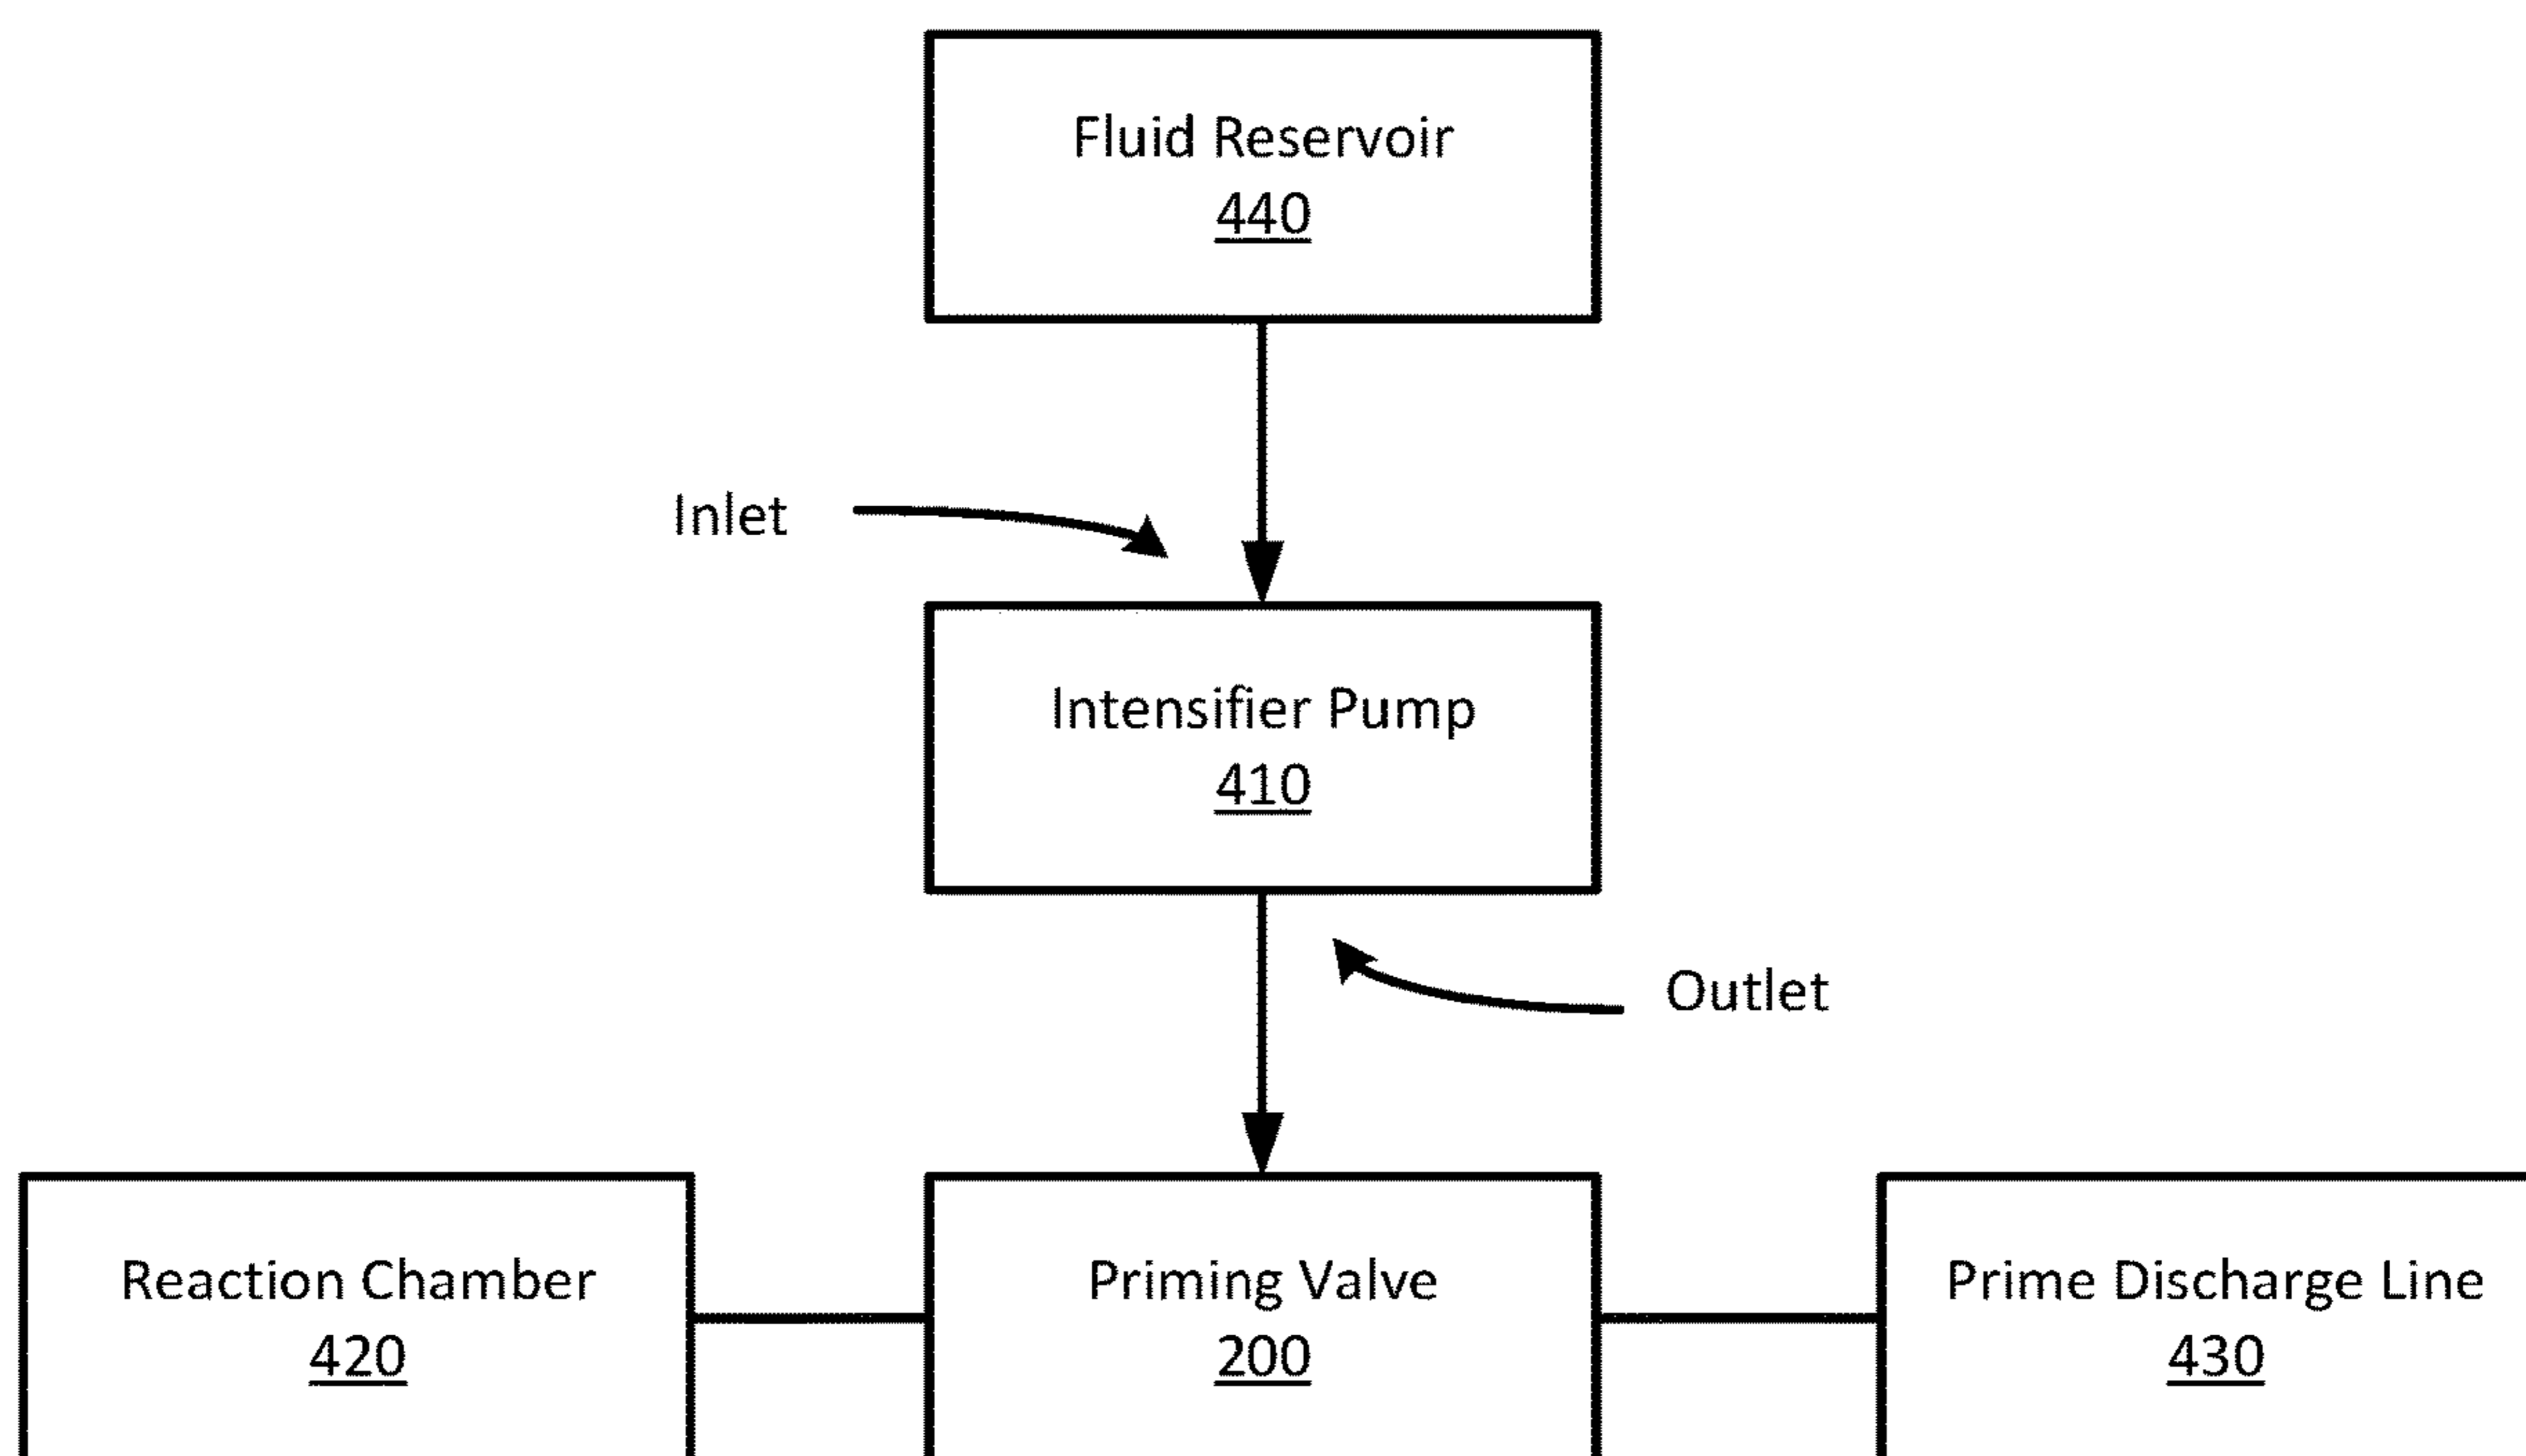 Fluid Reservoir
440
Inlet
Intensifier Pump
410
Outlet
Reaction Chamber
420
Priming Valve
200
Prime Discharge Line
430